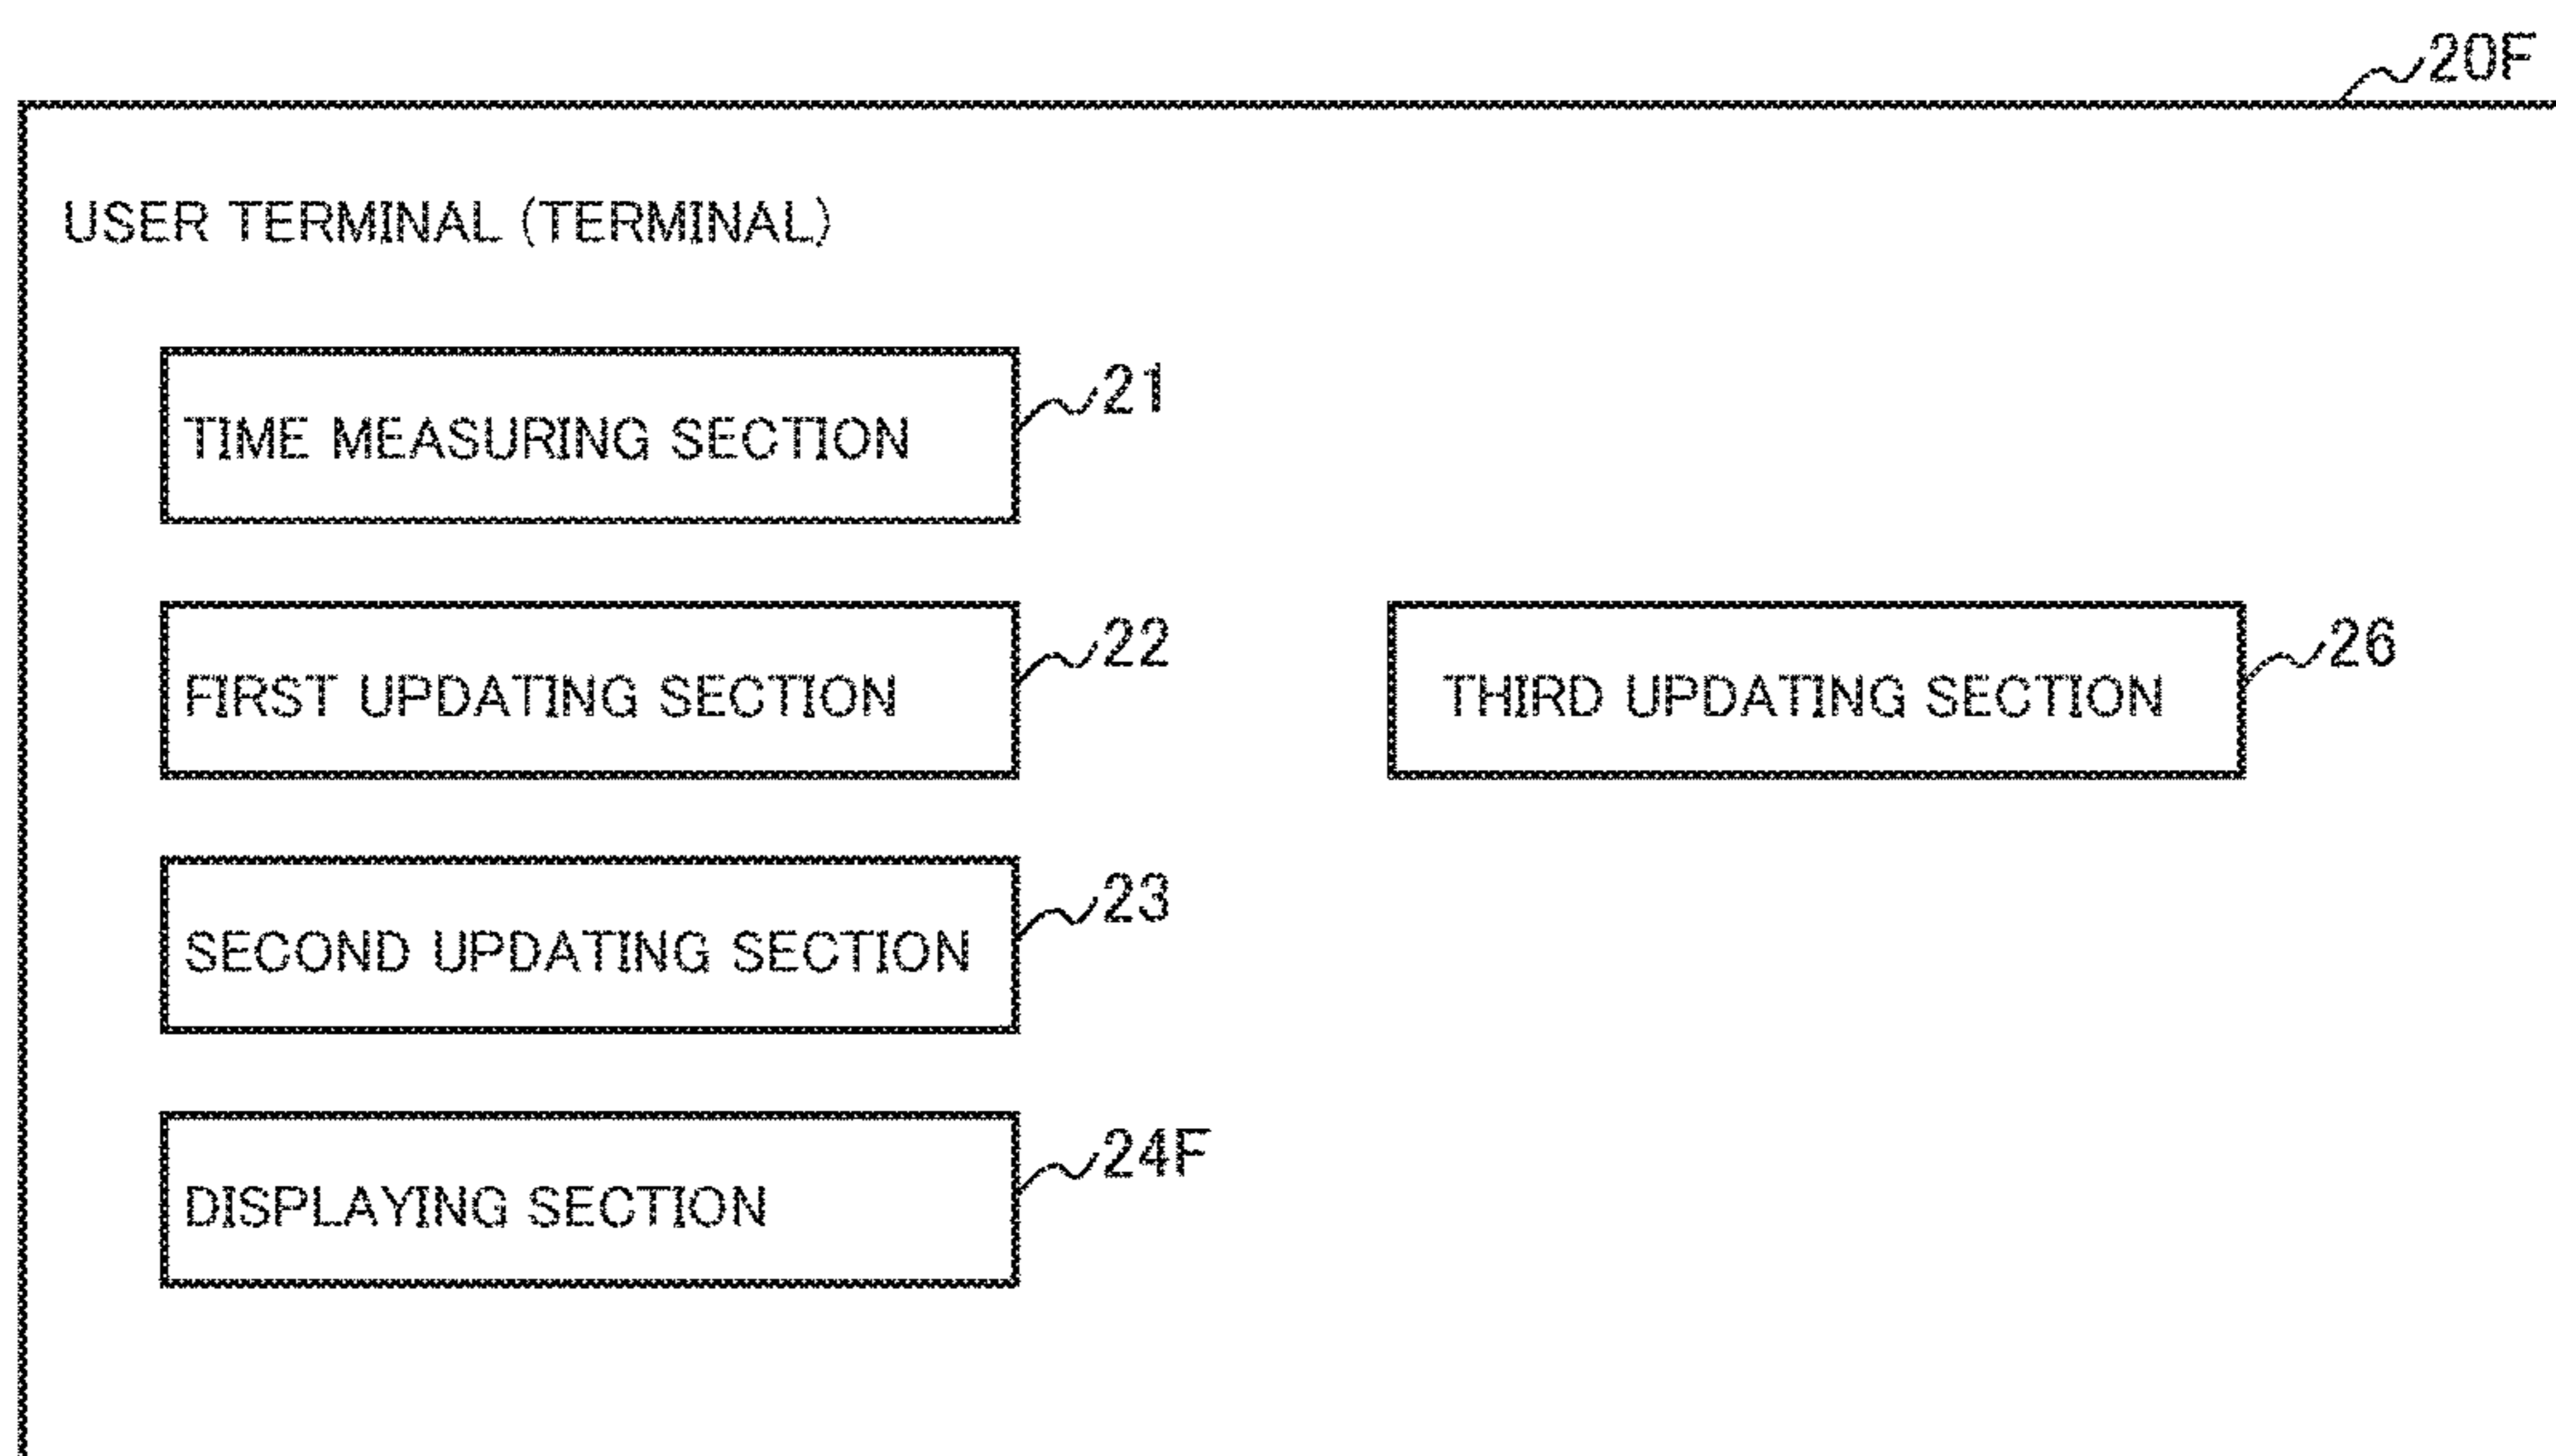 20F
USER TERMINAL (TERMINAL)
21
TIME MEASURING SECTION
22
FIRST UPDATING SECTION
26
THIRD UPDATING SECTION
23
SECOND UPDATING SECTION
24F
DISPLAYING SECTION